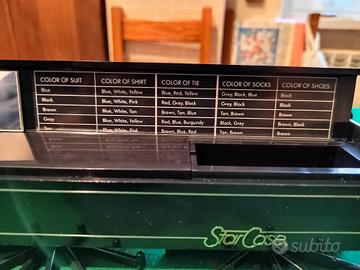 COLOR OF SUIT COLOR OF SHIRT COLOR OF TIE COLOR OF SOCKS COLOR OF SHOES
Blue Blue, White, Yellow Blue, Red, Yellow Grey, Black, Blue Black
Black Blue, White, Pink Red, Grey, Black Grey, Black Black
Brown Blue, White, Tan Brown, Tan, Blue Tan, Brown Brown
Grey Blue, White, Yellow Red, Blue, Burgundy Black, Grey Brown, Black
Tan Blue, White, Pink Brown, Blue, Red Tan, Brown Brown
StarCase
subito